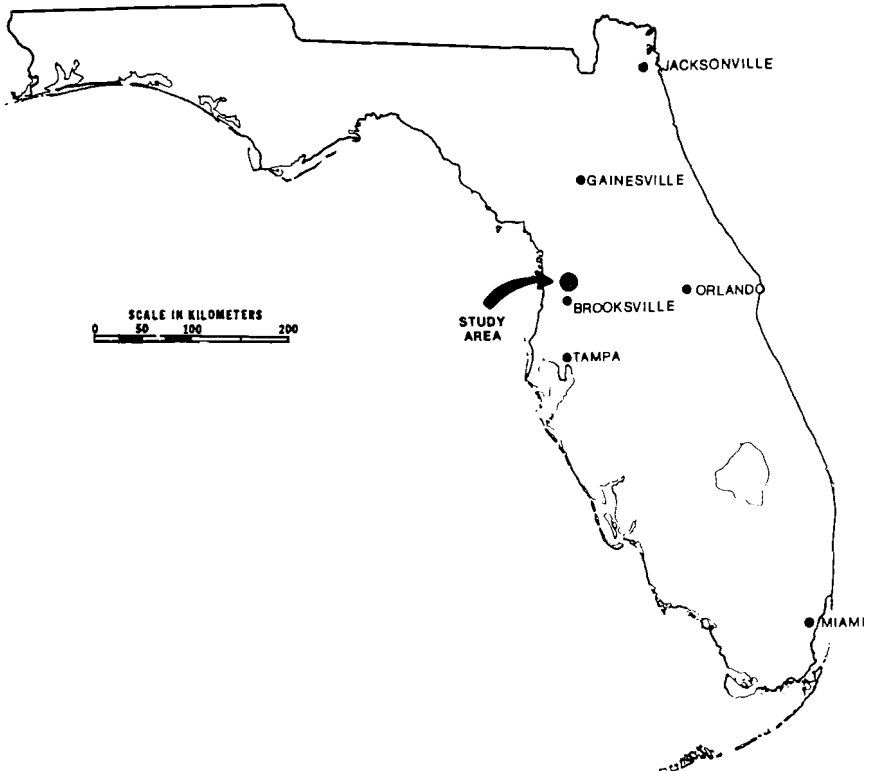 JACKSONVILLE
GAINESVILLE
ORLANDO
BROOKSVILLE
STUDY
AREA
SCALE IN KILOMETERS
0 50 100 200
TAMPA
MIAMI